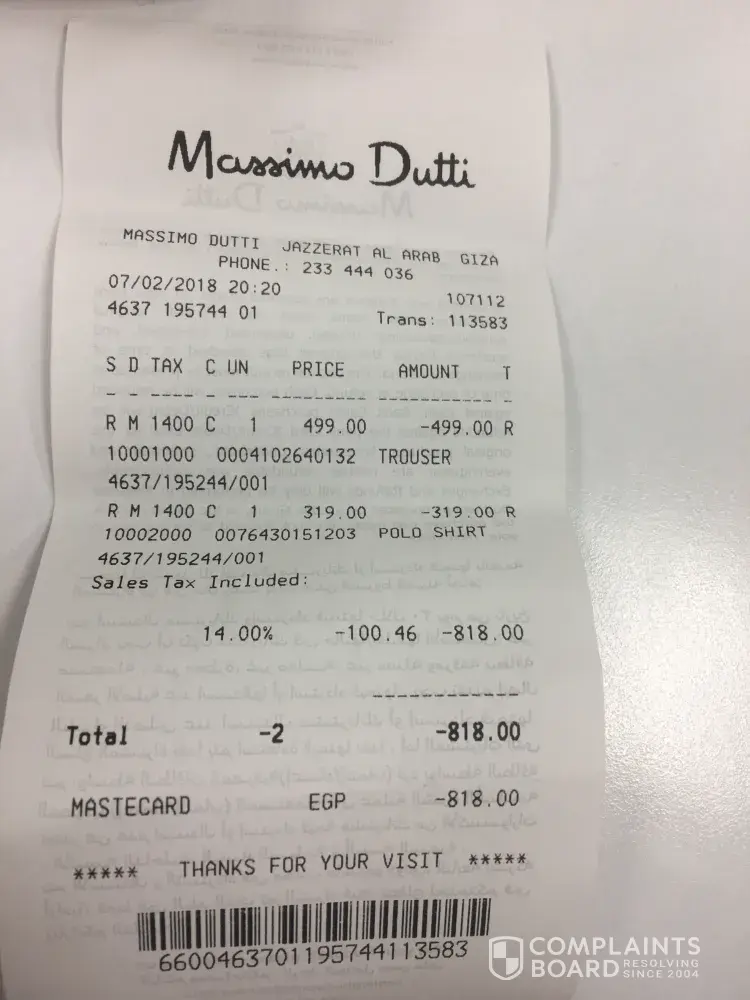 Massimo Dutti
MASSIMO DUTTI JAZZERAT AL ARAB GIZA
PHONE.: 233 444 036
07/02/2018 20:20 107112
4637 195744 01 Trans: 113583
S D TAX C UN PRICE AMOUNT T
- - ---- - -- --------- ---------- --
R M 1400 C 1 499.00 -499.00 R
10001000 0004102640132 TROUSER
4637/195244/001
R M 1400 C 1 319.00 -319.00 R
10002000 0076430151203 POLO SHIRT
4637/195244/001
Sales Tax Included:
14.00% -100.46 -818.00
--------------
Total -2 -818.00
MASTECARD EGP -818.00
***** THANKS FOR YOUR VISIT *****
6600463701195744113583
COMPLAINTS
BOARD RESOLVING
SINCE 2004